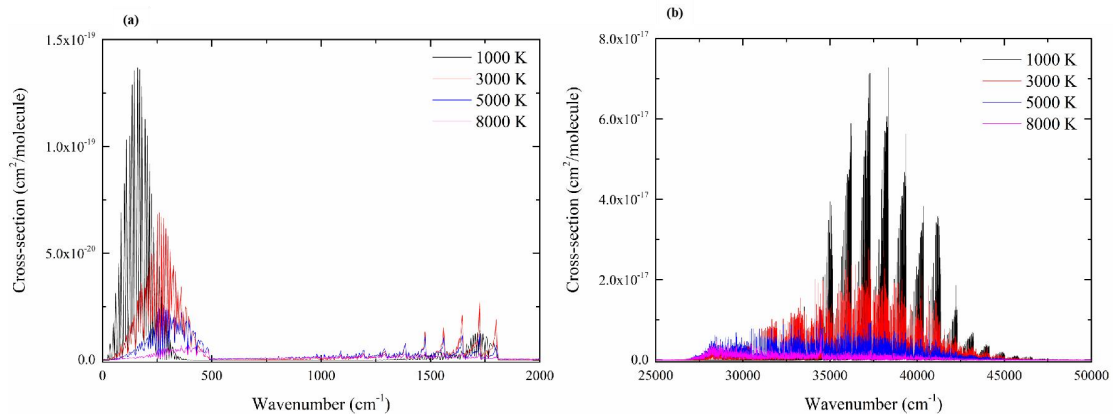 (a)
1.5x10⁻¹⁹
1.0x10⁻¹⁹
5.0x10⁻²⁰
0.0
Cross-section (cm²/molecule)
1000 K
3000 K
5000 K
8000 K
0
500
1000
1500
2000
Wavenumber (cm⁻¹)
(b)
8.0x10⁻¹⁷
6.0x10⁻¹⁷
4.0x10⁻¹⁷
2.0x10⁻¹⁷
0.0
Cross-section (cm²/molecule)
1000 K
3000 K
5000 K
8000 K
25000
30000
35000
40000
45000
50000
Wavenumber (cm⁻¹)